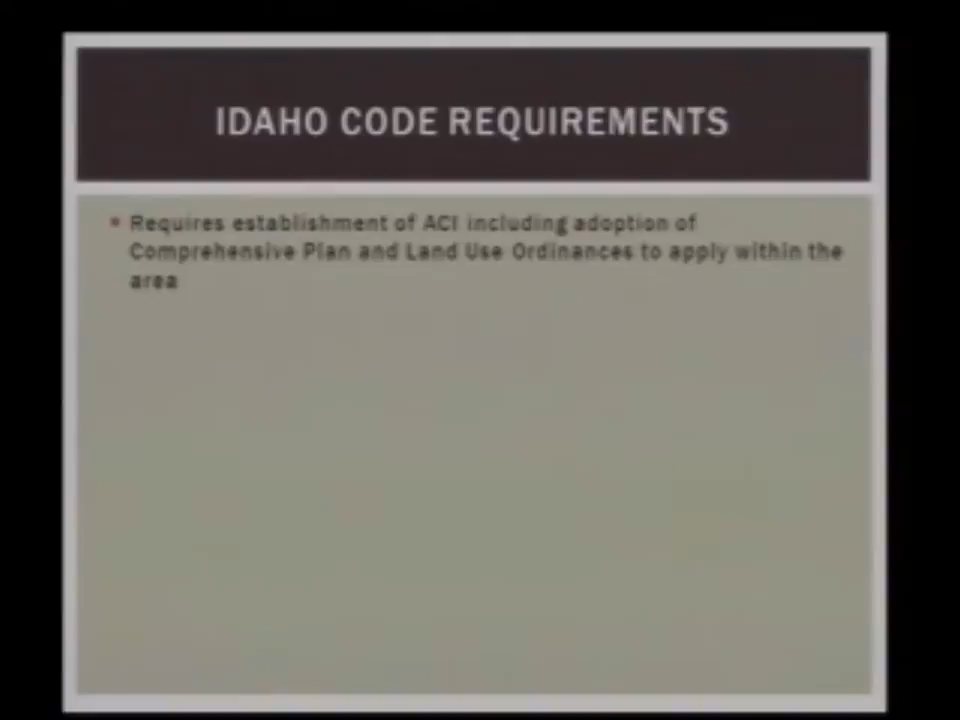 IDAHO CODE REQUIREMENTS
Requires establishment of ACI including adoption of
Comprehensive Plan and Land Use Ordinances to apply within the
area